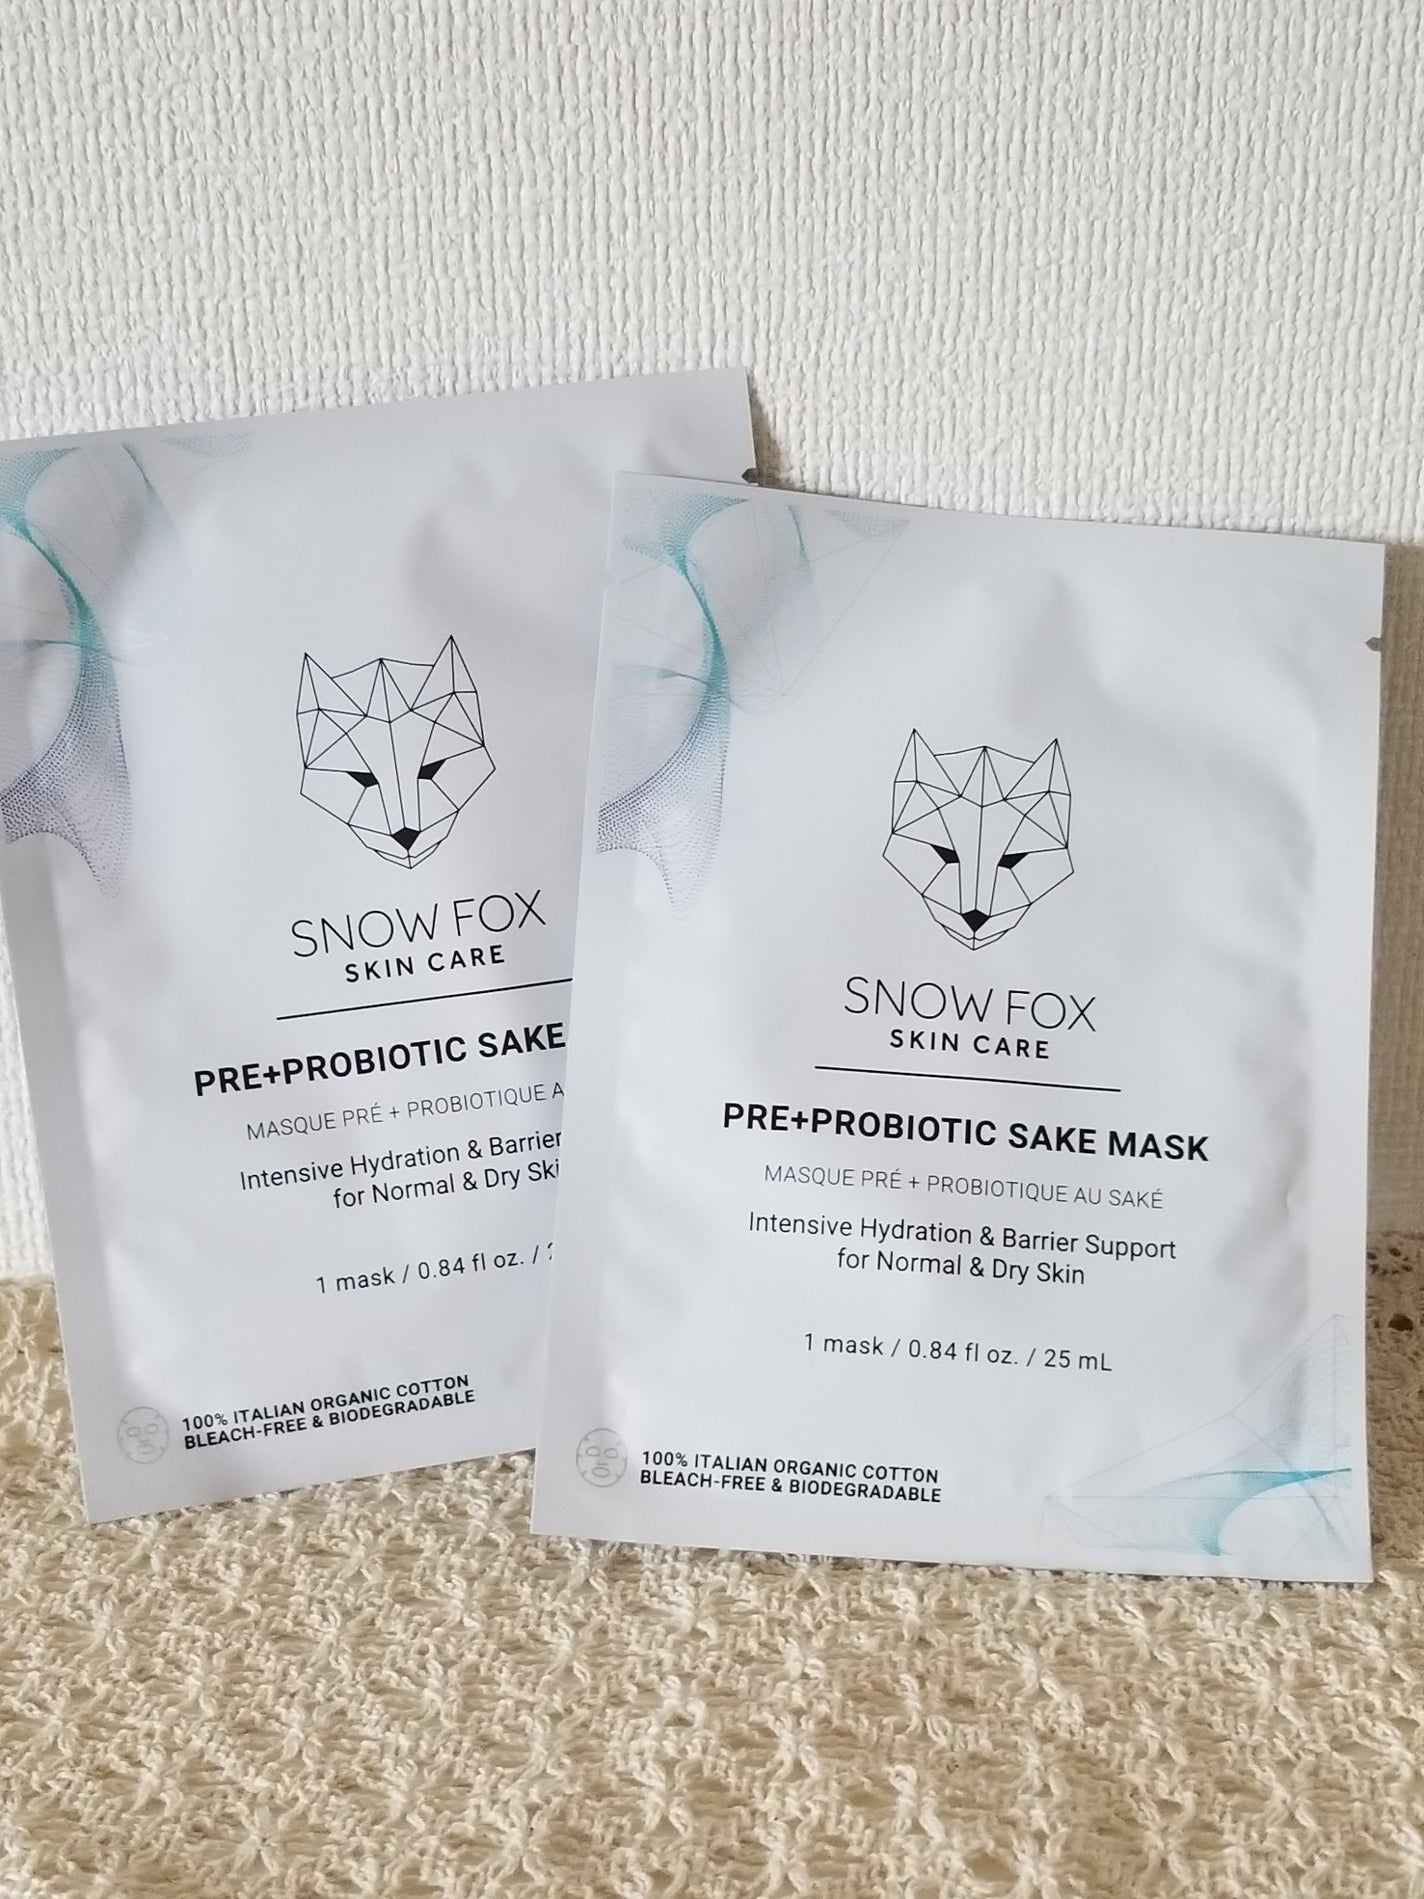 SNOW FOX
SKIN CARE
PRE+PROBIOTIC SAKE
MASQUE PRÉ + PROBIOTIQUE
Intensive Hydration & Barrier
for Normal & Dry
1 mask / 0.84 fl oz. /
100% ITALIAN ORGANIC COTTON
BLEACH-FREE & BIODEGRADABLE
SNOW FOX
SKIN CARE
PRE+PROBIOTIC SAKE MASK
MASQUE PRÉ + PROBIOTIQUE AU SAKÉ
Intensive Hydration & Barrier Support
for Normal & Dry Skin
1 mask / 0.84 fl oz. / 25 mL
100% ITALIAN ORGANIC COTTON
BLEACH-FREE & BIODEGRADABLE